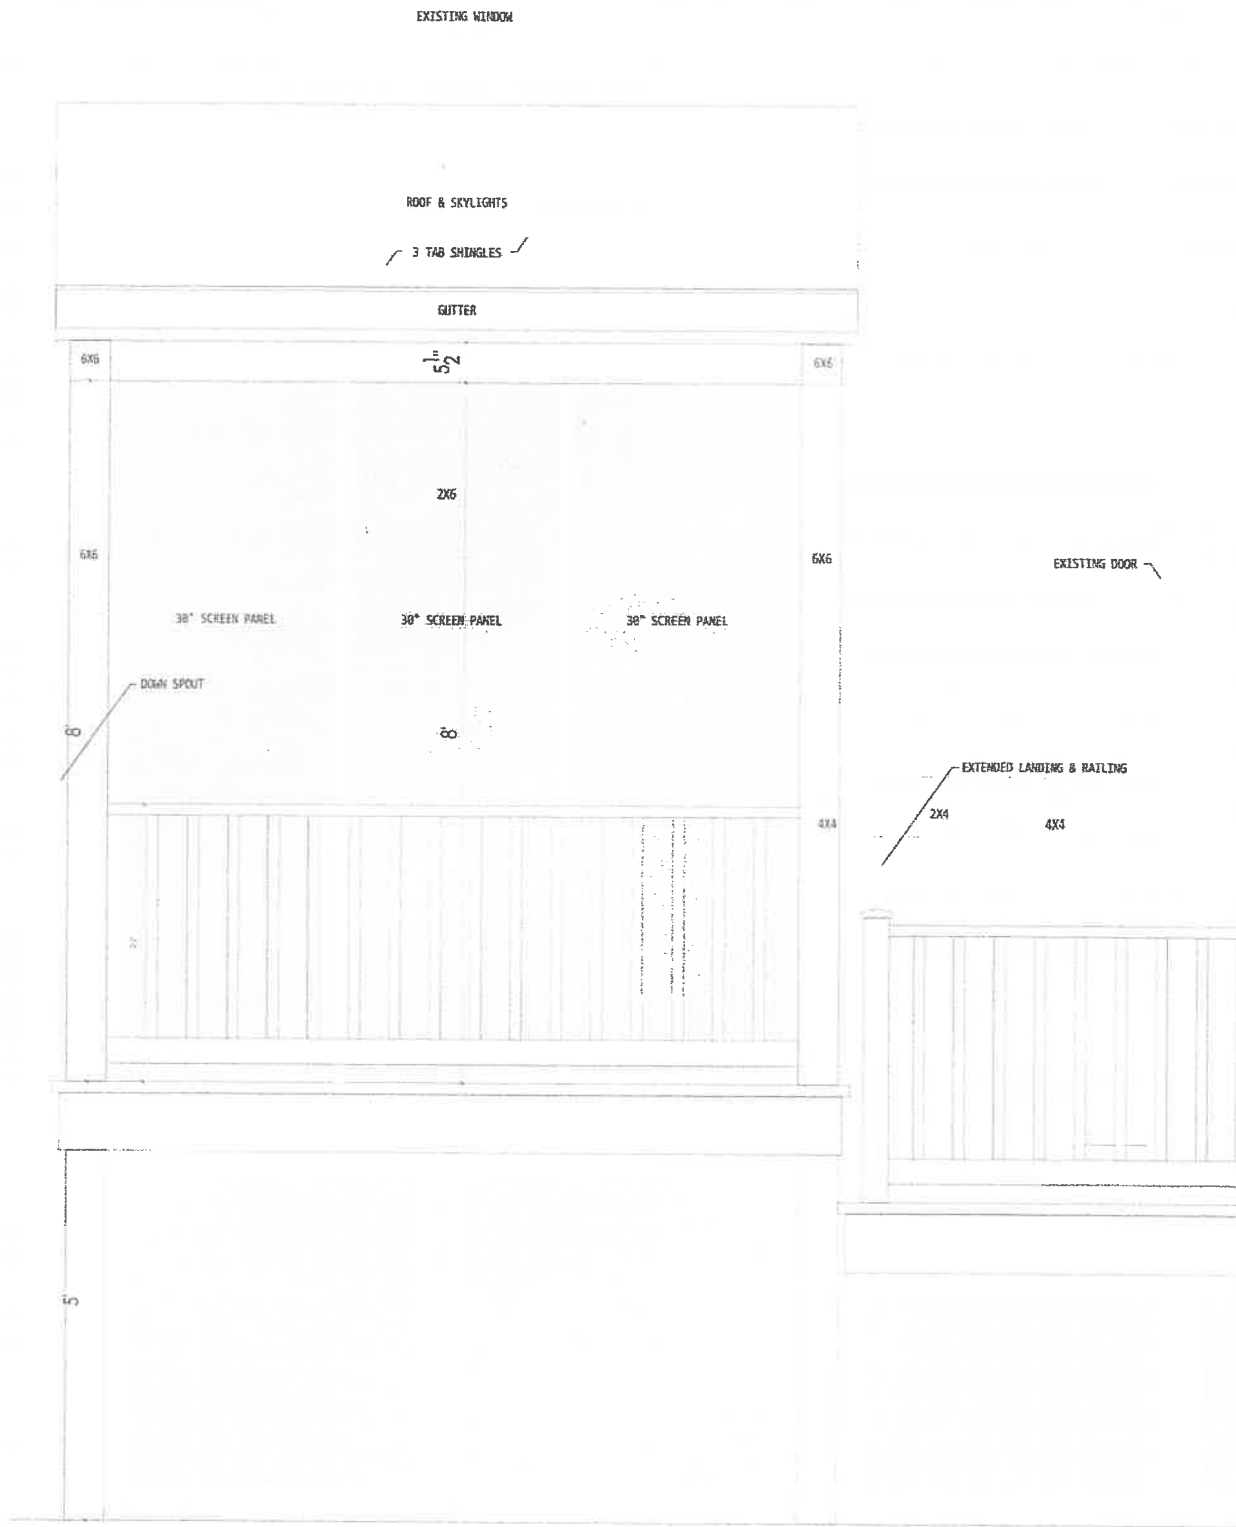 EXISTING WINDOW
ROOF & SKYLIGHTS
3 TAB SHINGLES
GUTTER
6X6
5 1/2"
6X6
2X6
6X6
6X6
EXISTING DOOR
30" SCREEN PANEL
30" SCREEN PANEL
30" SCREEN PANEL
DOWN SPOUT
8'
8'
EXTENDED LANDING & RAILING
2X4
4X4
4X4
5'